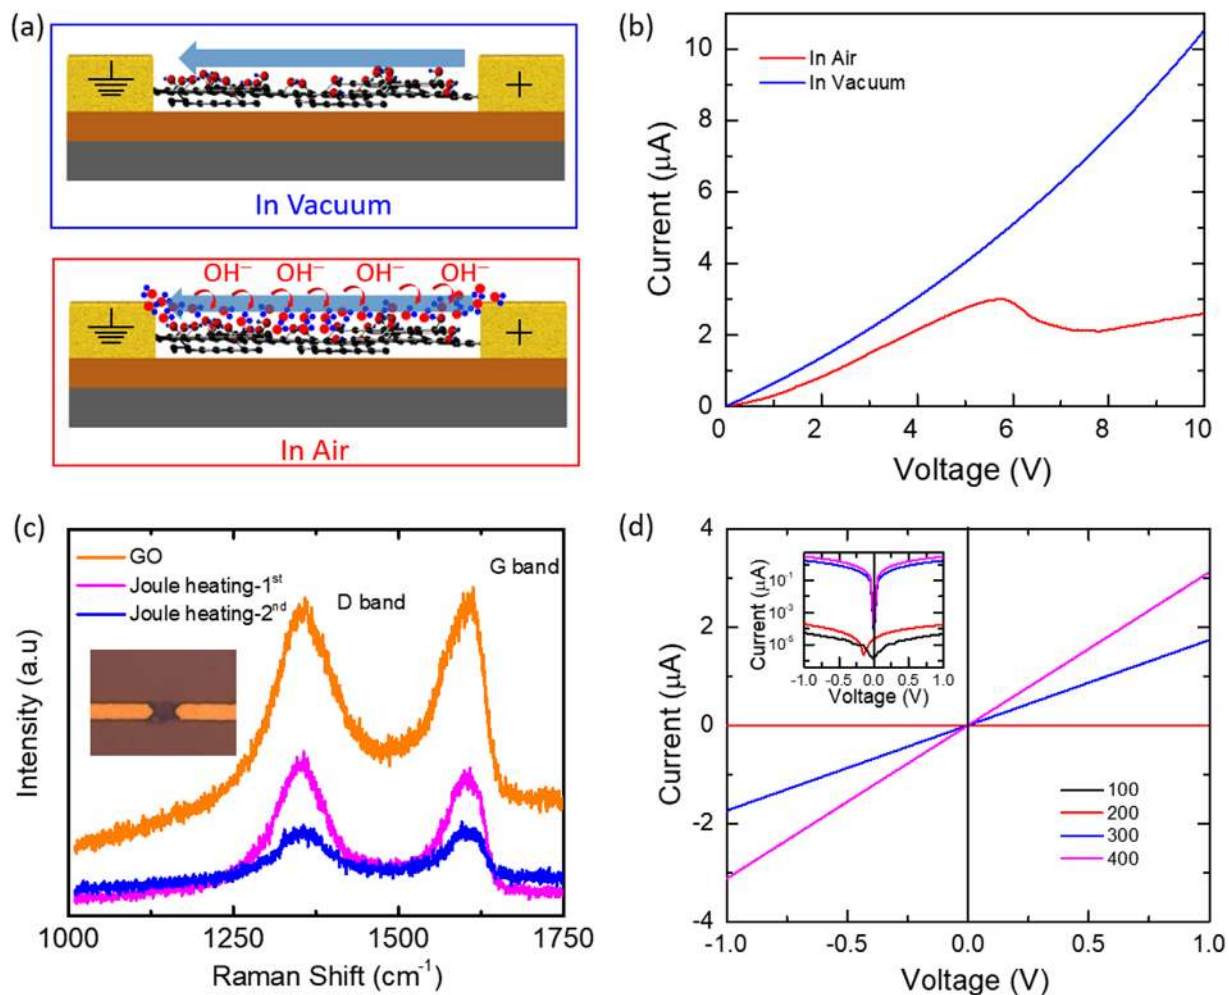 (a)
+
In Vacuum
OH⁻ OH⁻ OH⁻ OH⁻
+
In Air
(b)
In Air
In Vacuum
Current (μA)
10
8
6
4
2
0
0 2 4 6 8 10
Voltage (V)
(c)
GO
Joule heating-1ˢᵗ
Joule heating-2ⁿᵈ
D band
G band
Intensity (a.u)
1000 1250 1500 1750
Raman Shift (cm⁻¹)
(d)
Current (μA)
4
2
0
-2
-4
Current (μA)
10⁻¹
10⁻³
10⁻⁵
-1.0 -0.5 0.0 0.5 1.0
Voltage (V)
100
200
300
400
-1.0 -0.5 0.0 0.5 1.0
Voltage (V)